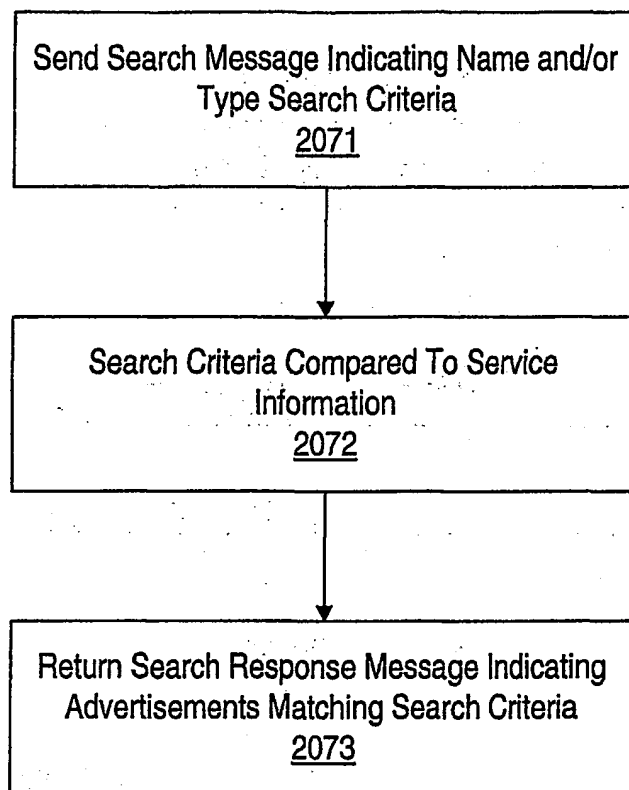 Send Search Message Indicating Name and/or
Type Search Criteria
2071
Search Criteria Compared To Service
Information
2072
Return Search Response Message Indicating
Advertisements Matching Search Criteria
2073